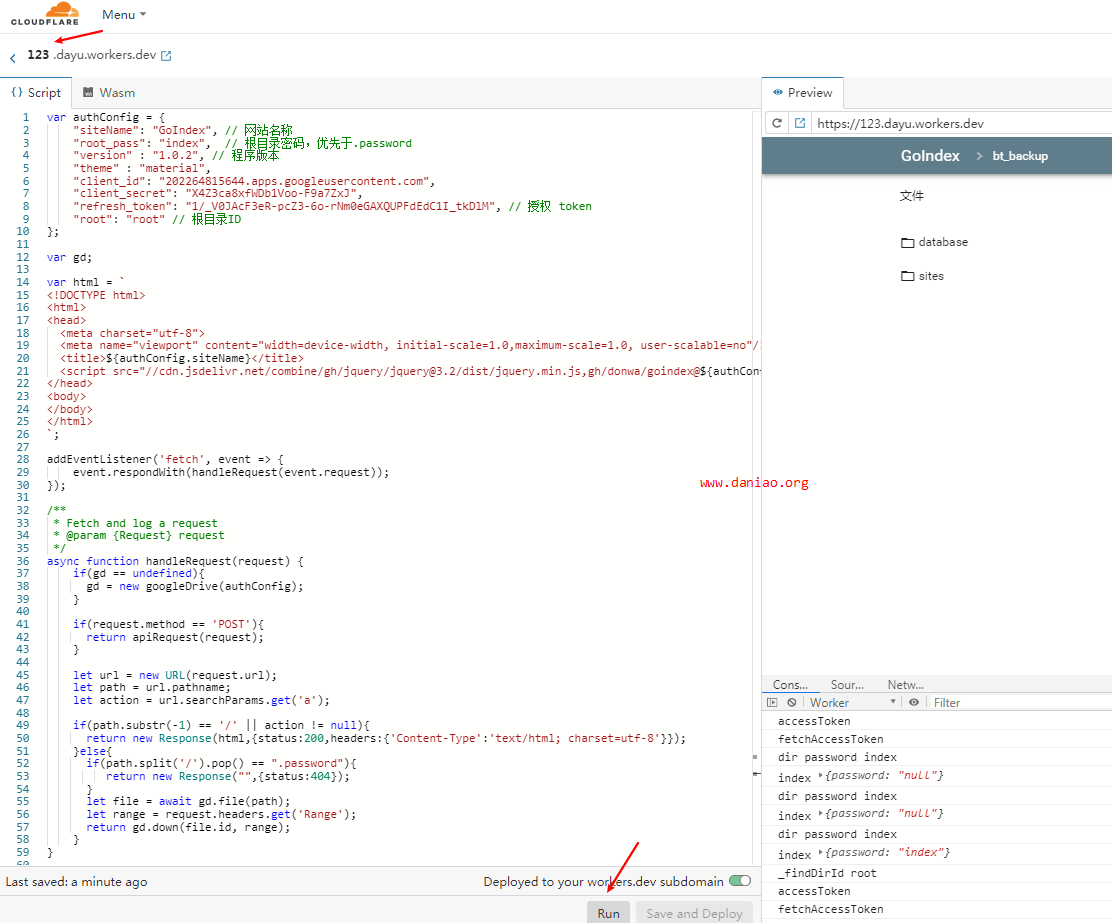 CLOUDFLARE
Menu
123 .dayu.workers.dev
{} Script
Wasm
1 var authConfig = {
2 "siteName": "GoIndex", // 网站名称
3 "root_pass": "index", // 根目录密码，优先于.password
4 "version" : "1.0.2", // 程序版本
5 "theme" : "material",
6 "client_id": "202264815644.apps.googleusercontent.com",
7 "client_secret": "X4Z3ca8xfWDb1Voo-F9a7ZxJ",
8 "refresh_token": "1/_V0JAcF3eR-pcZ3-6o-rNm0eGAXQUPFdEdC1I_tkDlM", // 授权 token
9 "root": "root" // 根目录ID
10 };
11
12 var gd;
13
14 var html = `
15 <!DOCTYPE html>
16 <html>
17 <head>
18 <meta charset="utf-8">
19 <meta name="viewport" content="width=device-width, initial-scale=1.0,maximum-scale=1.0, user-scalable=no"/
20 <title>${authConfig.siteName}</title>
21 <script src="//cdn.jsdelivr.net/combine/gh/jquery/jquery@3.2/dist/jquery.min.js,gh/donwa/goindex@${authCon
22 </head>
23 <body>
24 </body>
25 </html>
26 `;
27
28 addEventListener('fetch', event => {
29 event.respondWith(handleRequest(event.request));
30 });
31
32 /**
33 * Fetch and log a request
34 * @param {Request} request
35 */
36 async function handleRequest(request) {
37 if(gd == undefined){
38 gd = new googleDrive(authConfig);
39 }
40
41 if(request.method == 'POST'){
42 return apiRequest(request);
43 }
44
45 let url = new URL(request.url);
46 let path = url.pathname;
47 let action = url.searchParams.get('a');
48
49 if(path.substr(-1) == '/' || action != null){
50 return new Response(html,{status:200,headers:{'Content-Type':'text/html; charset=utf-8'}});
51 }else{
52 if(path.split('/').pop() == ".password"){
53 return new Response("",{status:404});
54 }
55 let file = await gd.file(path);
56 let range = request.headers.get('Range');
57 return gd.down(file.id, range);
58 }
59 }
60
Last saved: a minute ago
Deployed to your workers.dev subdomain
Run
Save and Deploy
www.daniao.org
Preview
https://123.dayu.workers.dev
GoIndex > bt_backup
文件
database
sites
Cons...
Sour...
Netw...
Worker
Filter
accessToken
fetchAccessToken
dir password index
index {password: "null"}
dir password index
index {password: "null"}
dir password index
index {password: "index"}
_findDirId root
accessToken
fetchAccessToken